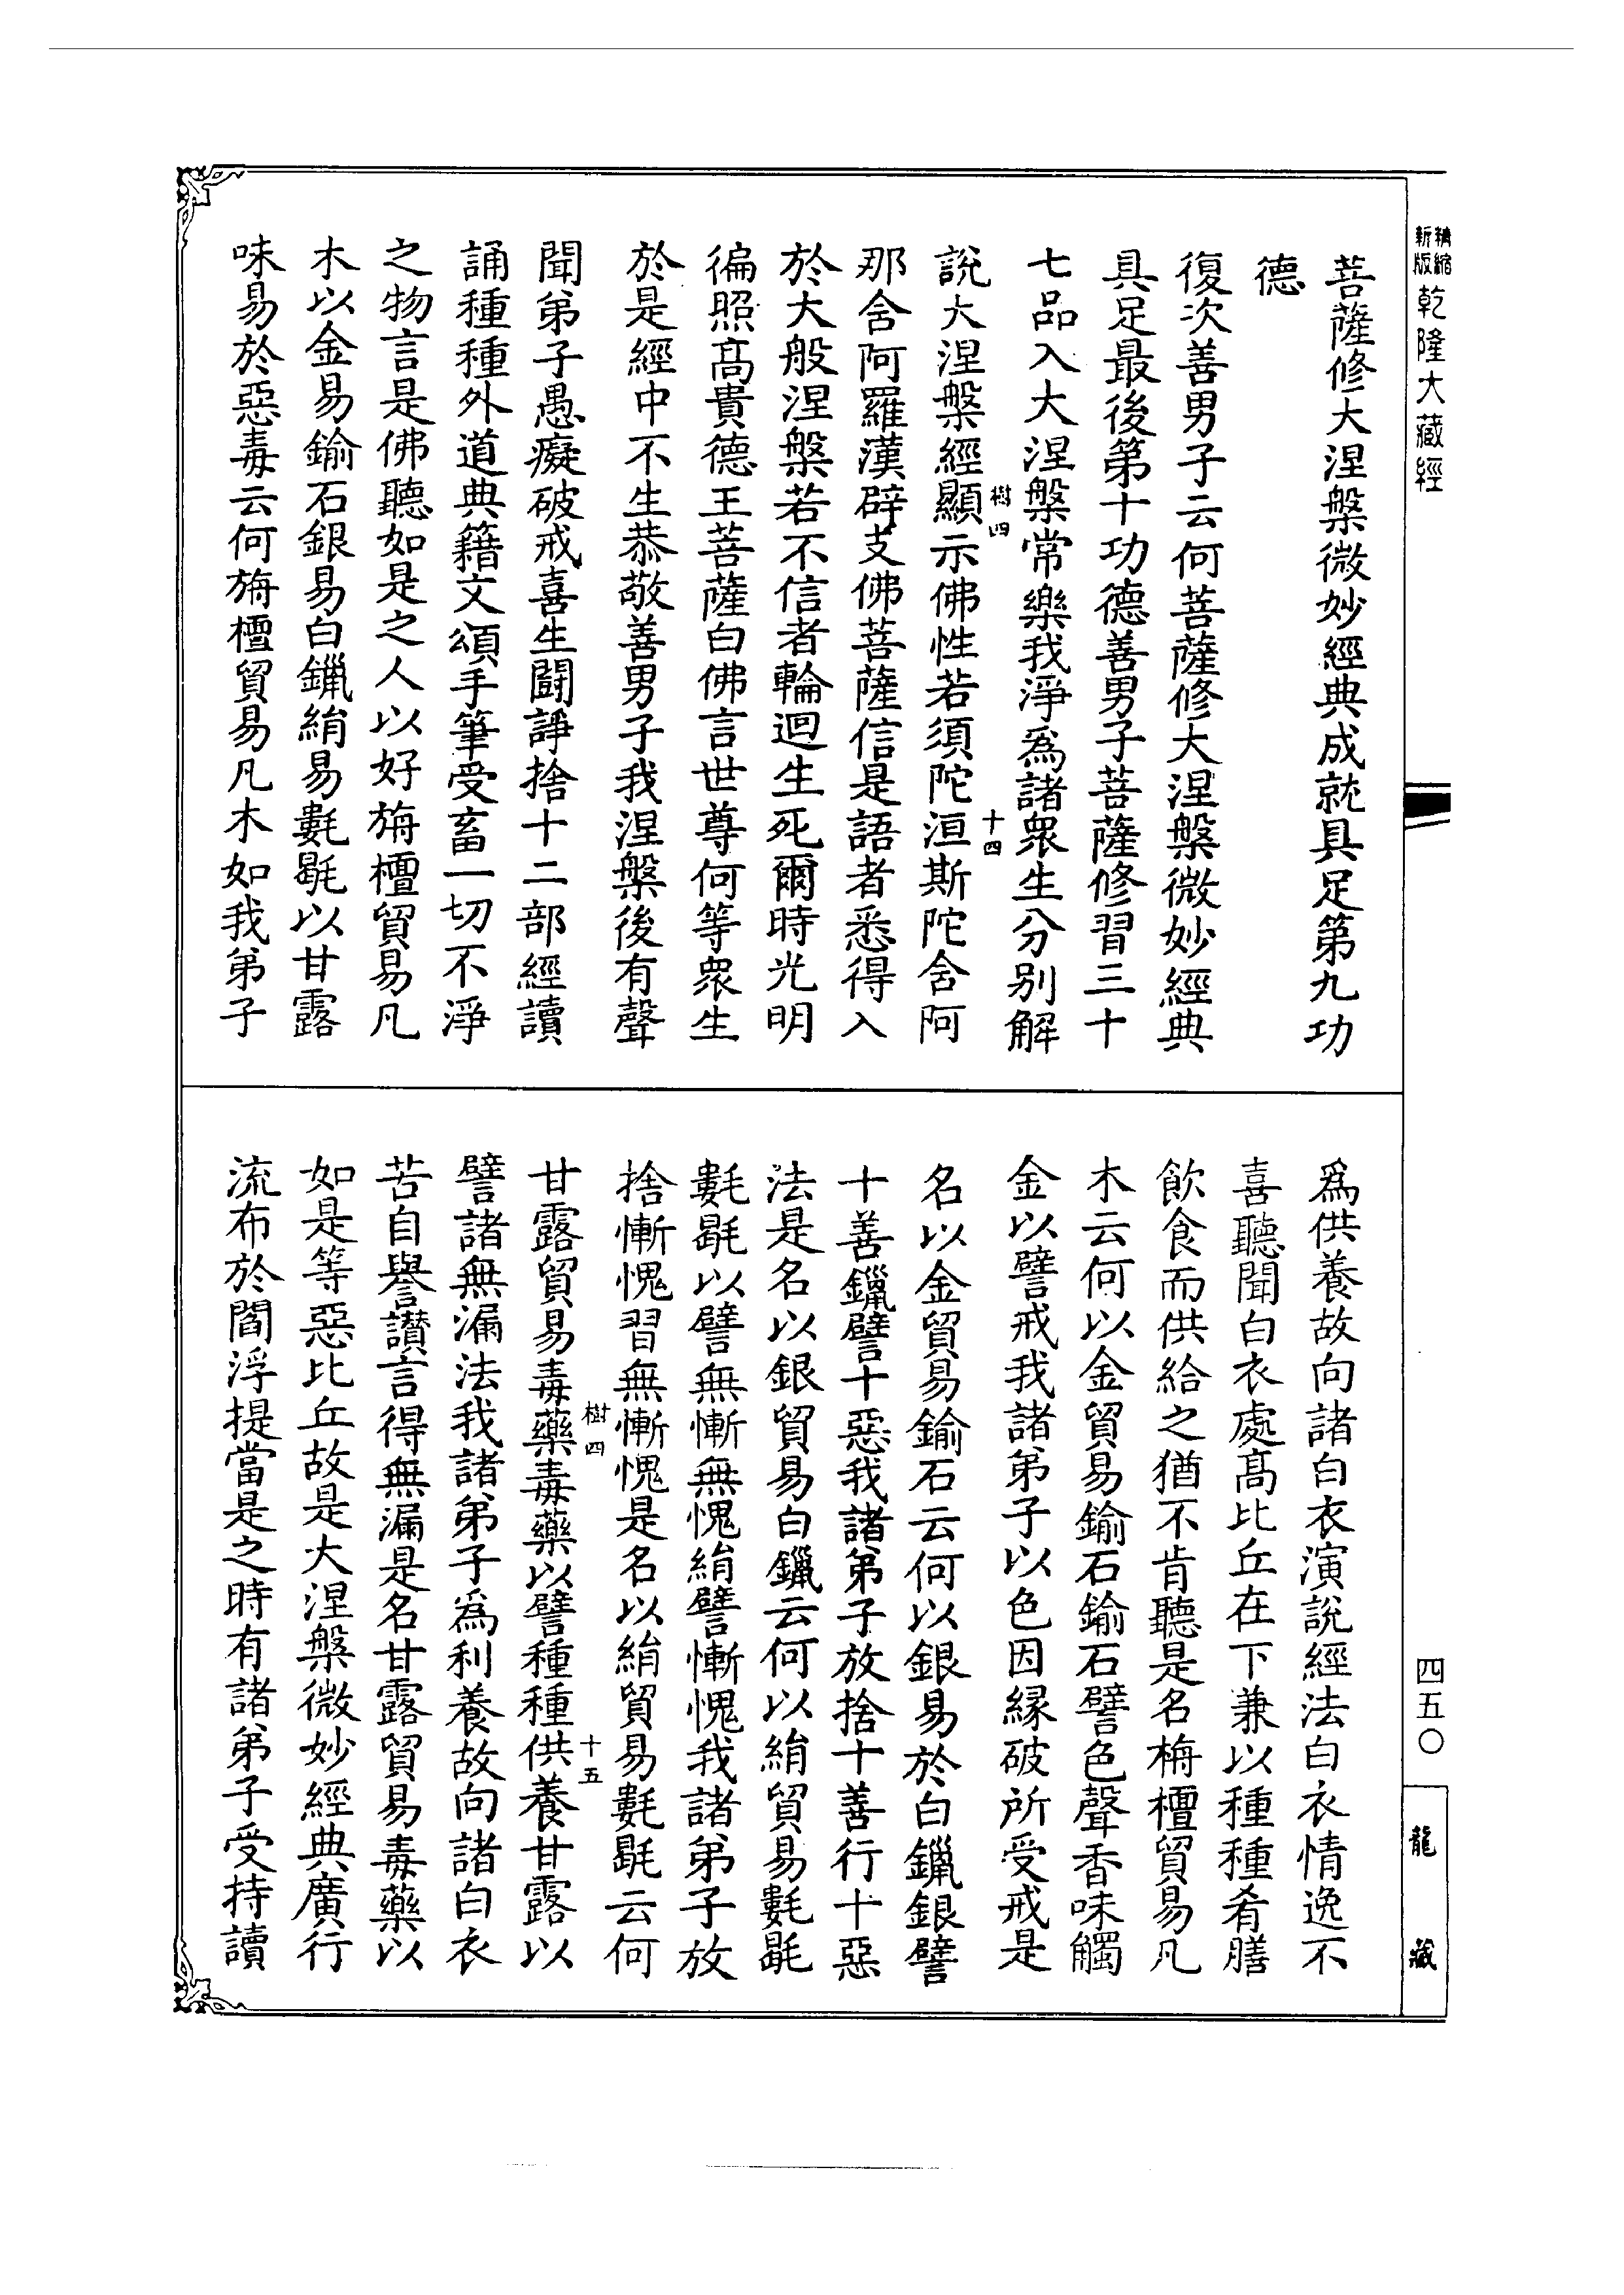 精縮
新版
乾隆大藏經
四五〇
龍藏
菩薩修大涅槃微妙經典成就具足第九功
德
復次善男子云何菩薩修大涅槃微妙經典
具足最後第十功德善男子菩薩修習三十
七品入大涅槃常樂我淨爲諸衆生分别解
樹四
十四
說大涅槃經顯示佛性若須陀洹斯陀含阿
那含阿羅漢辟支佛菩薩信是語者悉得入
於大般涅槃若不信者輪迴生死爾時光明
徧照髙貴德王菩薩白佛言世尊何等衆生
於是經中不生恭敬善男子我涅槃後有聲
聞弟子愚癡破戒喜生鬪諍捨十二部經讀
誦種種外道典籍文頌手筆受畜一切不淨
之物言是佛聽如是之人以好栴檀貿易凡
木以金易鍮石銀易白鑞絹易氀毼以甘露
味易於惡毒云何栴檀貿易凡木如我弟子
爲供養故向諸白衣演說經法白衣情逸不
喜聽聞白衣處髙比丘在下兼以種種肴膳
飲食而供給之猶不肯聽是名栴檀貿易凡
木云何以金貿易鍮石鍮石譬色聲香味觸
金以譬戒我諸弟子以色因縁破所受戒是
名以金貿易鍮石云何以銀易於白鑞銀譬
十善鑞譬十惡我諸弟子放捨十善行十惡
法是名以銀貿易白鑞云何以絹貿易氀毼
氀毼以譬無慚無愧絹譬慚愧我諸弟子放
捨慚愧習無慚愧是名以絹貿易氀毼云何
樹四
十五
甘露貿易毒藥毒藥以譬種種供養甘露以
譬諸無漏法我諸弟子爲利養故向諸白衣
苦自譽讃言得無漏是名甘露貿易毒藥以
如是等惡比丘故是大涅槃微妙經典廣行
流布於閻浮提當是之時有諸弟子受持讀